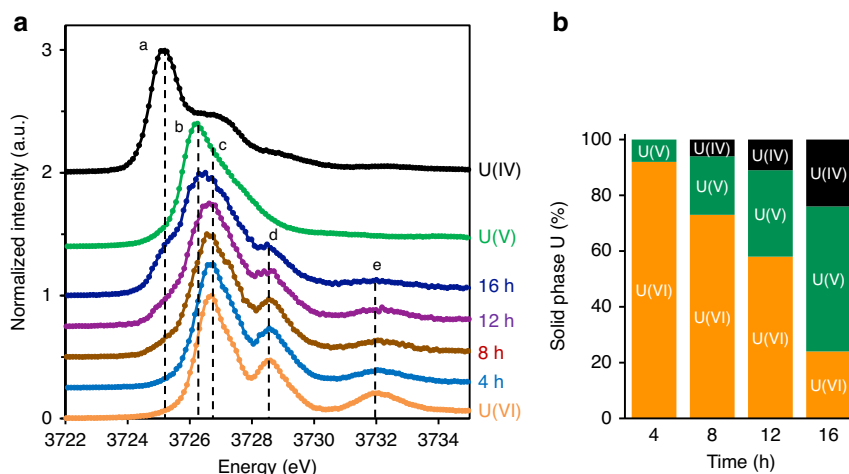 a
Normalized intensity (a.u.)
3
2
1
0
a
b
c
d
e
U(IV)
U(V)
16 h
12 h
8 h
4 h
U(VI)
3722 3724 3726 3728 3730 3732 3734
Energy (eV)
b
Solid phase U (%)
100
80
60
40
20
0
U(V)
U(VI)
U(IV)
U(V)
U(VI)
U(IV)
U(V)
U(VI)
U(IV)
U(V)
U(VI)
4 8 12 16
Time (h)